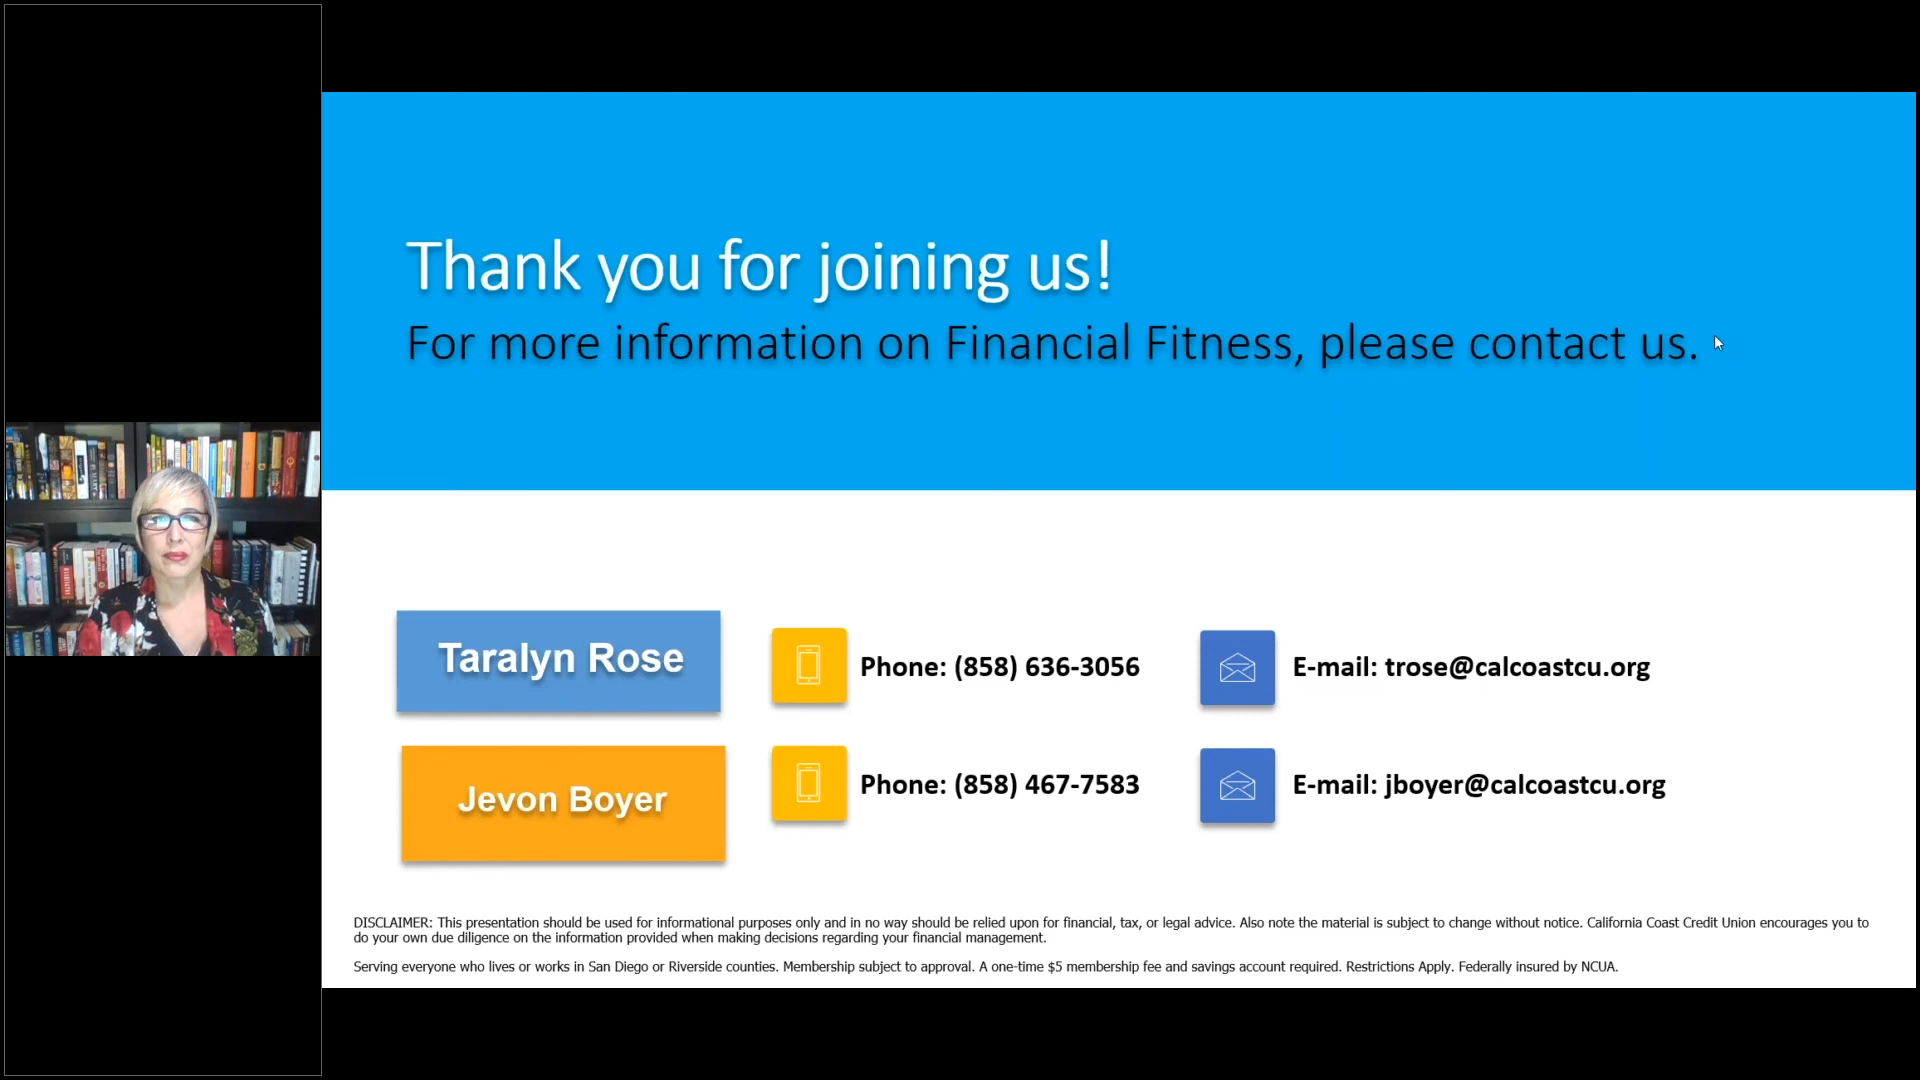 Thank you for joining us!
For more information on Financial Fitness, please contact us.
Taralyn Rose
Phone: (858) 636-3056
E-mail: trose@calcoastcu.org
Jevon Boyer
Phone: (858) 467-7583
E-mail: jboyer@calcoastcu.org
DISCLAIMER: This presentation should be used for informational purposes only and in no way should be relied upon for financial, tax, or legal advice. Also note the material is subject to change without notice. California Coast Credit Union encourages you to
do your own due diligence on the information provided when making decisions regarding your financial management.
Serving everyone who lives or works in San Diego or Riverside counties. Membership subject to approval. A one-time $5 membership fee and savings account required. Restrictions Apply. Federally insured by NCUA.